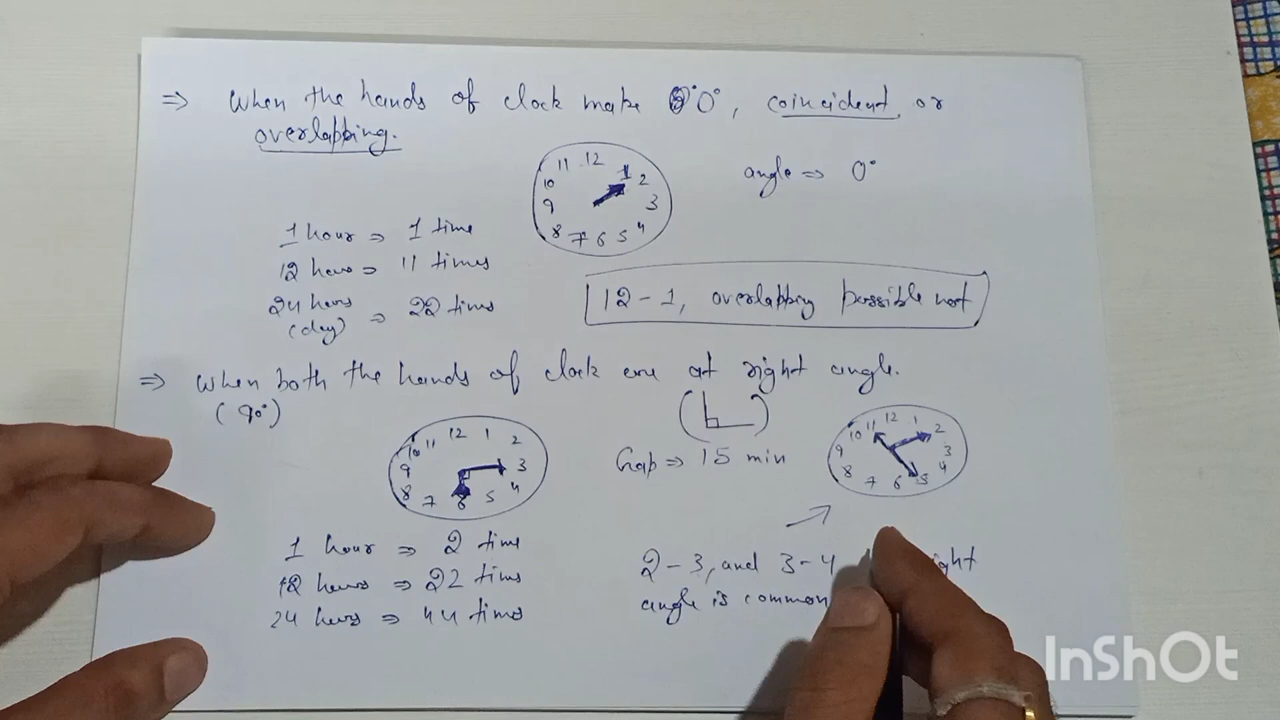 ⇒ When the hands of clock make 0°, coincident or
overlapping.
11 12 1 2
10
9 3
8 7 6 5 4
angle ⇒ 0°
1 hour ⇒ 1 time
12 hours ⇒ 11 times
24 hours ⇒ 22 times
(day)
12-1, overlapping possible not
⇒ When both the hands of clock are at right angle.
(90°)
11 12 1 2
10
9 3
8 7 6 5 4
Gap ⇒ 15 min
10 11 12 1 2
9 3
8 7 6 5 4
1 hour ⇒ 2 time
12 hours ⇒ 22 times
24 hours ⇒ 44 times
2-3, and 3-4
angle is common
InShOt